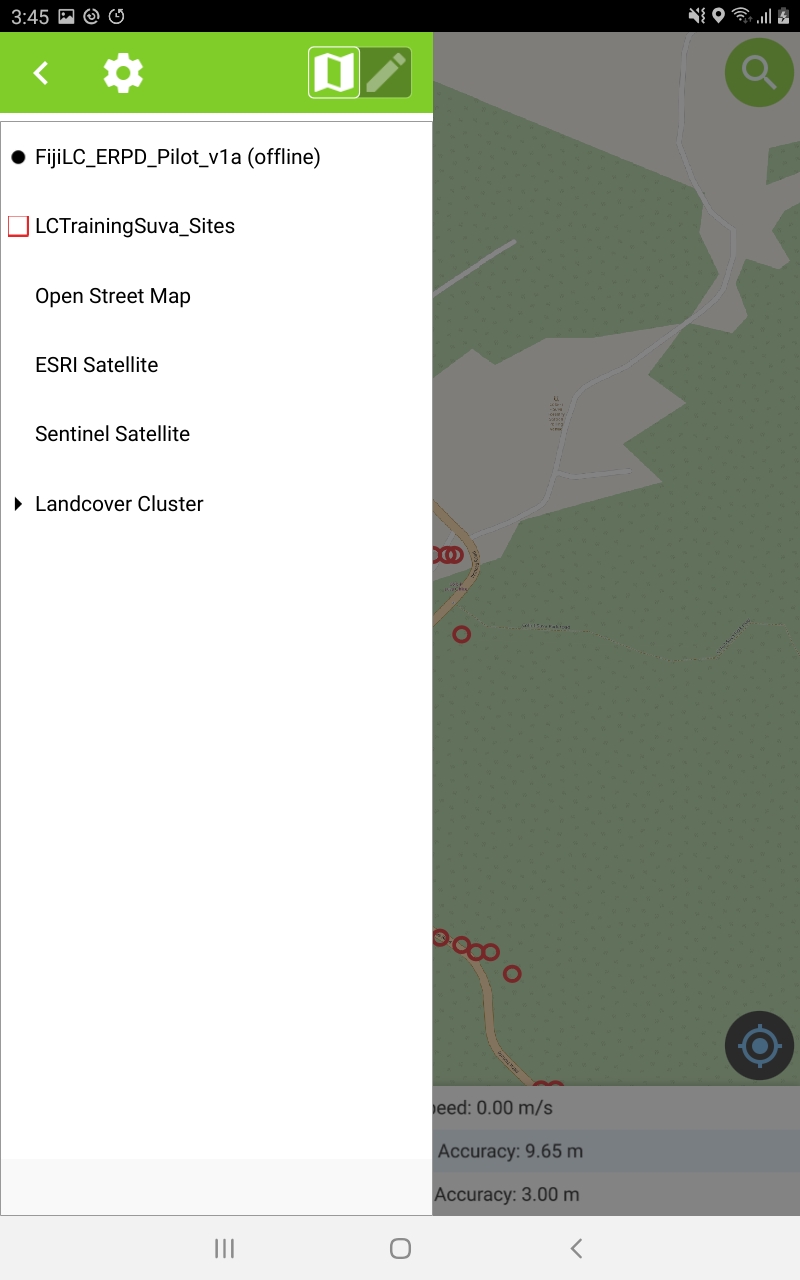 3:45
FijiLC_ERPD_Pilot_v1a (offline)
LCTrainingSuva_Sites
Open Street Map
ESRI Satellite
Sentinel Satellite
Landcover Cluster
peed: 0.00 m/s
Accuracy: 9.65 m
Accuracy: 3.00 m